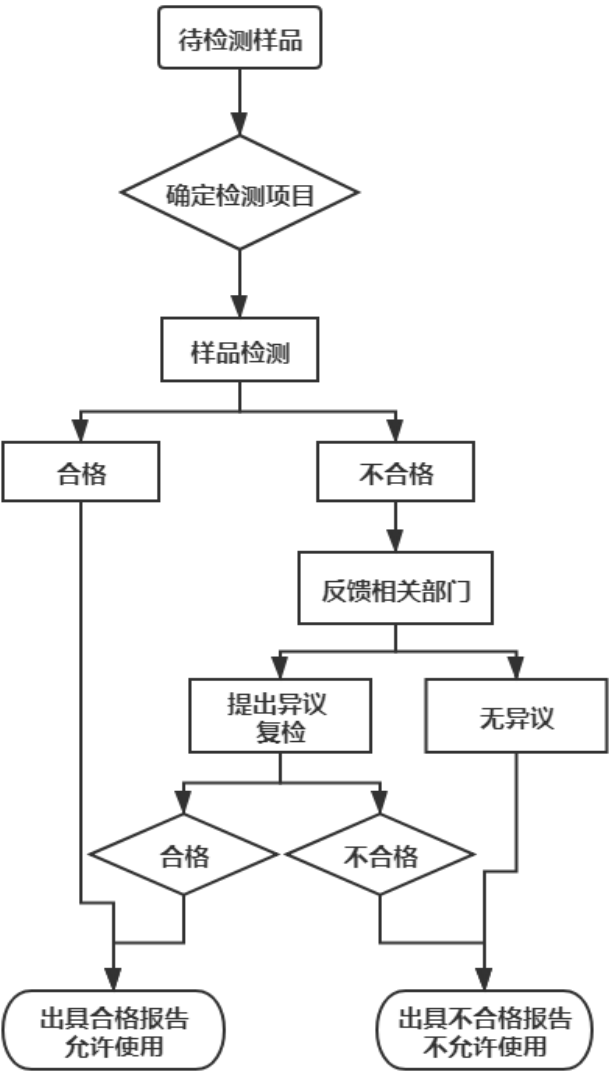 待检测样品
确定检测项目
样品检测
合格
不合格
反馈相关部门
提出异议
复检
无异议
合格
不合格
出具合格报告
允许使用
出具不合格报告
不允许使用